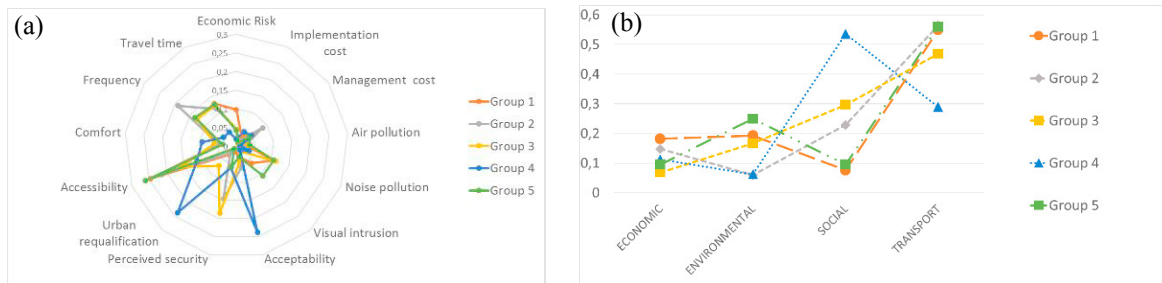 (a)
Economic Risk
Implementation
cost
Management cost
Air pollution
Noise pollution
Visual intrusion
Acceptability
Perceived security
Urban
requalification
Accessibility
Comfort
Frequency
Travel time
0,3
0,25
0,2
0,15
0,1
0,05
0
Group 1
Group 2
Group 3
Group 4
Group 5
(b)
0,6
0,5
0,4
0,3
0,2
0,1
0
ECONOMIC
ENVIRONMENTAL
SOCIAL
TRANSPORT
Group 1
Group 2
Group 3
Group 4
Group 5